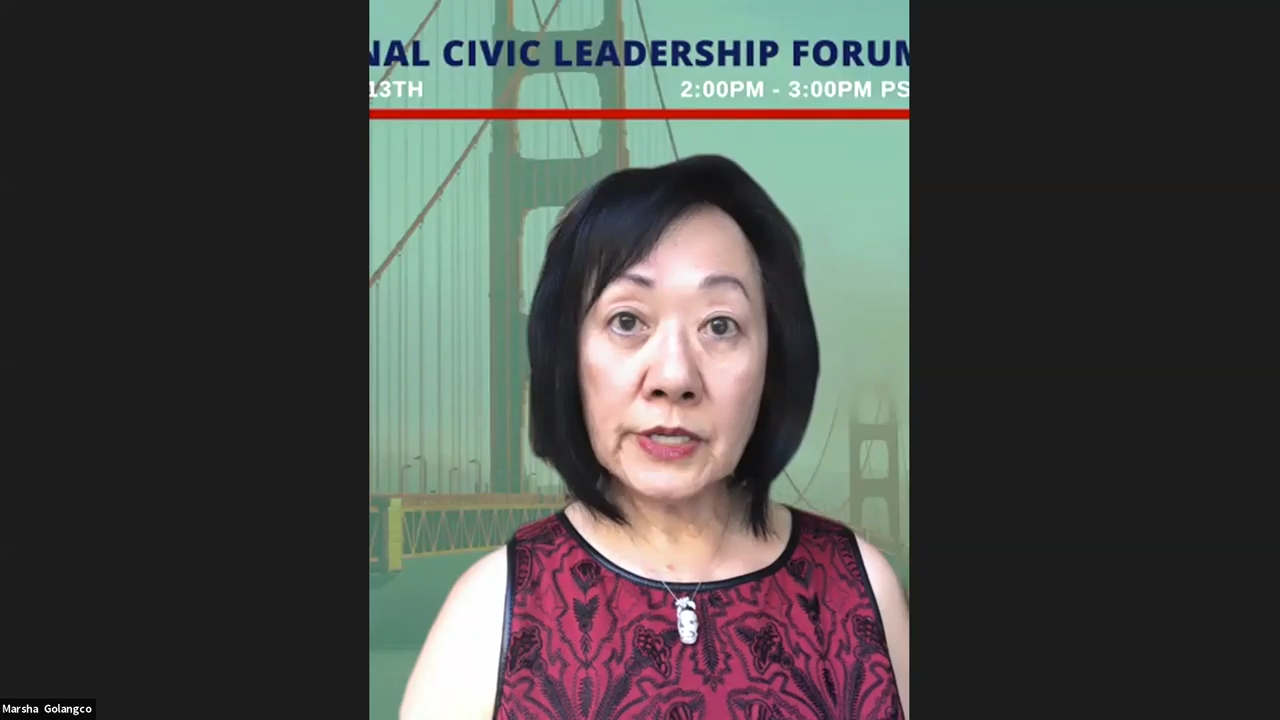 NAL CIVIC LEADERSHIP FORUM
13TH
2:00PM - 3:00PM PS
Marsha Golangco